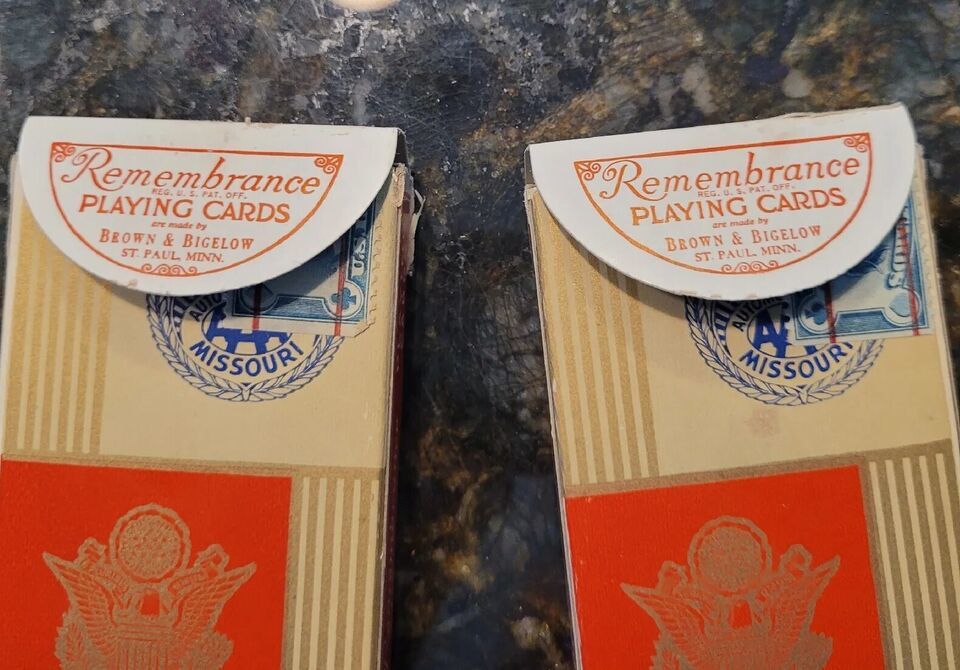 Remembrance
REG. U. S. PAT. OFF.
PLAYING CARDS
are made by
BROWN & BIGELOW
ST. PAUL, MINN.
U.S.
MISSOURI
Remembrance
REG. U. S. PAT. OFF.
PLAYING CARDS
are made by
BROWN & BIGELOW
ST. PAUL, MINN.
MISSOURI